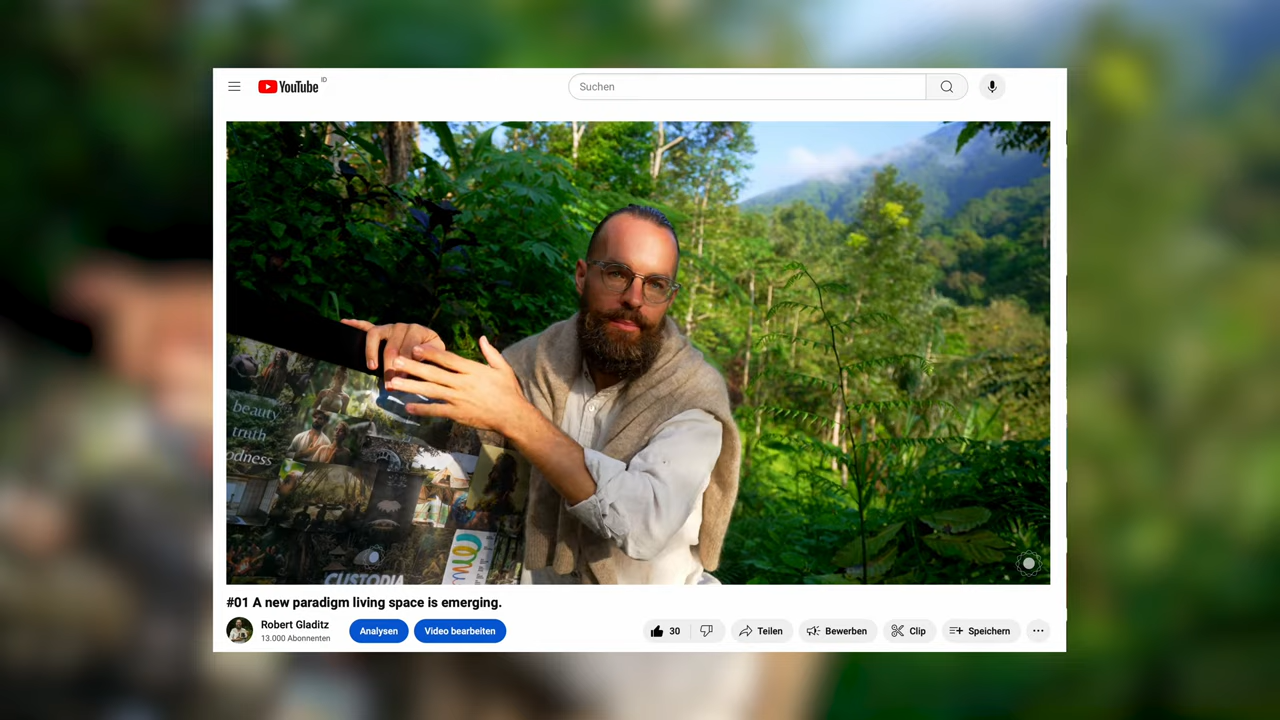 YouTube ID
Suchen
beauty
truth
CUSTODIA
#01 A new paradigm living space is emerging.
Robert Gladitz
13.000 Abonnenten
Analysen
Video bearbeiten
30
Teilen
Bewerben
Clip
Speichern